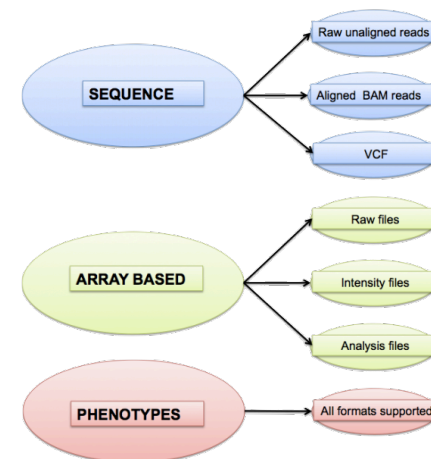 Raw unaligned reads
SEQUENCE
Aligned BAM reads
VCF
Raw files
ARRAY BASED
Intensity files
Analysis files
PHENOTYPES
All formats supported